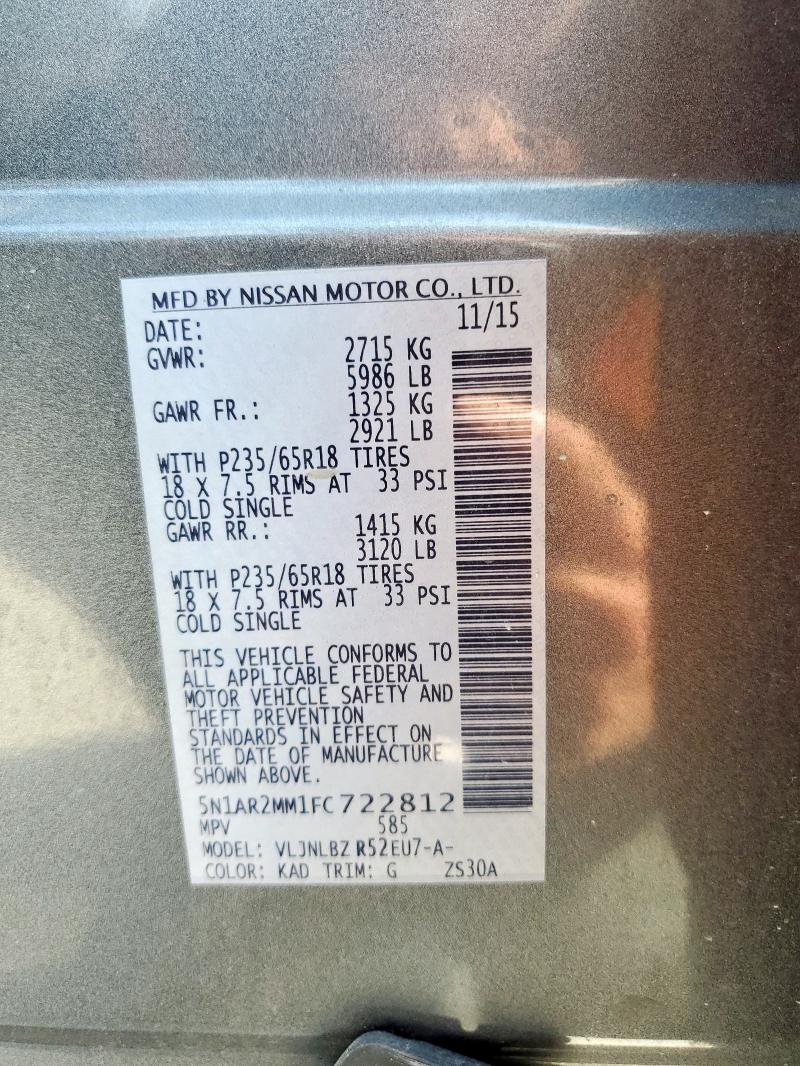 MFD BY NISSAN MOTOR CO., LTD.
DATE: 11/15
GVWR: 2715 KG
5986 LB
GAWR FR.: 1325 KG
2921 LB
WITH P235/65R18 TIRES
18 X 7.5 RIMS AT 33 PSI
COLD SINGLE
GAWR RR.: 1415 KG
3120 LB
WITH P235/65R18 TIRES
18 X 7.5 RIMS AT 33 PSI
COLD SINGLE
THIS VEHICLE CONFORMS TO
ALL APPLICABLE FEDERAL
MOTOR VEHICLE SAFETY AND
THEFT PREVENTION
STANDARDS IN EFFECT ON
THE DATE OF MANUFACTURE
SHOWN ABOVE.
5N1AR2MM1FC722812
MPV 585
MODEL: VLJNLBZ R52EU7-A-
COLOR: KAD TRIM: G ZS30A